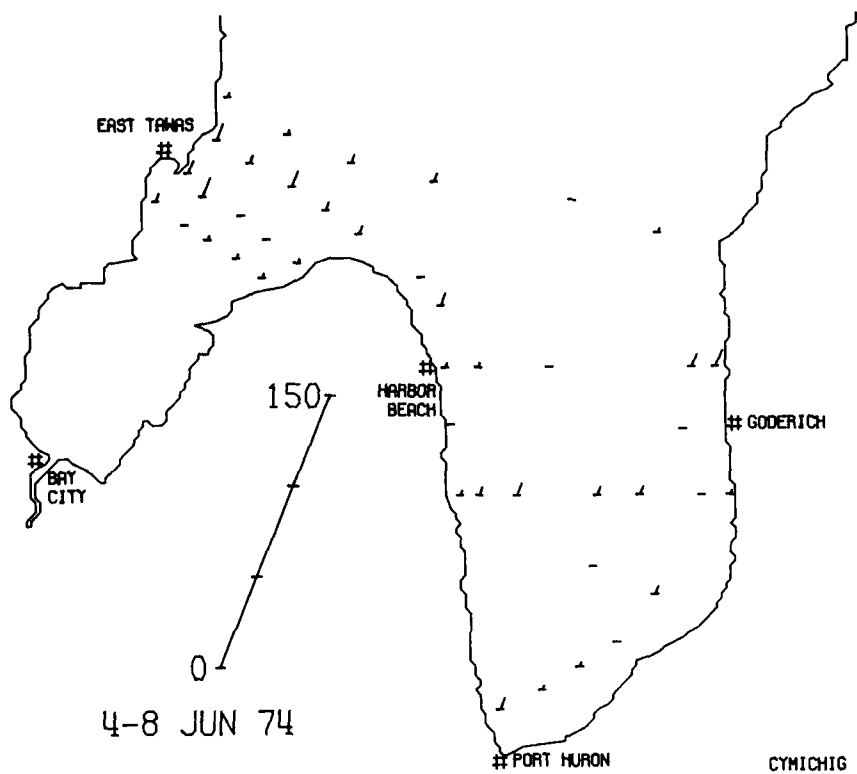 EAST TAWAS
150
HARBOR
BEACH
GODERICH
BAY
CITY
0
4-8 JUN 74
PORT HURON
CYMICHIG